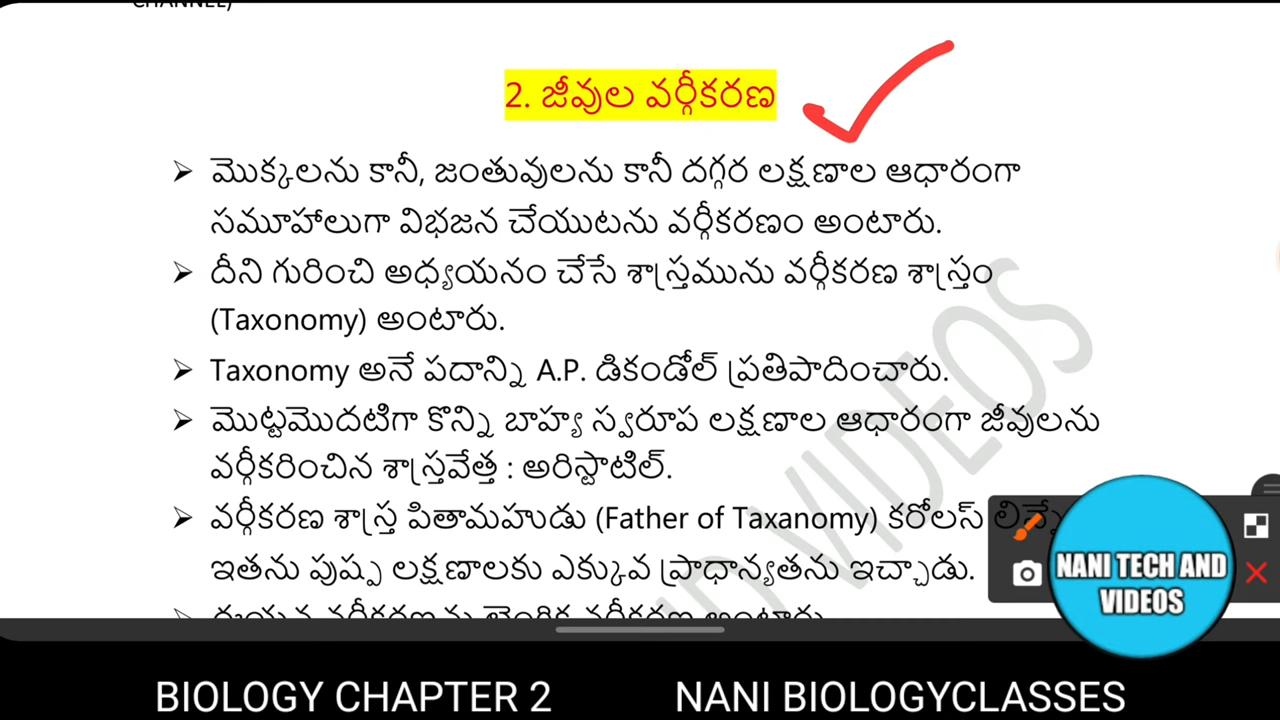 CHANNEL)
2. జీవుల వర్గీకరణ
➢ మొక్కలను కానీ, జంతువులను కానీ దగ్గర లక్షణాల ఆధారంగా
సమూహాలుగా విభజన చేయుటను వర్గీకరణం అంటారు.
➢ దీని గురించి అధ్యయనం చేసే శాస్త్రమును వర్గీకరణ శాస్త్రం
(Taxonomy) అంటారు.
➢ Taxonomy అనే పదాన్ని A.P. డికండోల్ ప్రతిపాదించారు.
➢ మొట్టమొదటిగా కొన్ని బాహ్య స్వరూప లక్షణాల ఆధారంగా జీవులను
వర్గీకరించిన శాస్త్రవేత్త : అరిస్టాటిల్.
➢ వర్గీకరణ శాస్త్ర పితామహుడు (Father of Taxanomy) కరోలస్ లిన్నే
ఇతను పుష్ప లక్షణాలకు ఎక్కువ ప్రాధాన్యతను ఇచ్చాడు.
VIDEOS
NANI TECH AND
VIDEOS
BIOLOGY CHAPTER 2 NANI BIOLOGYCLASSES